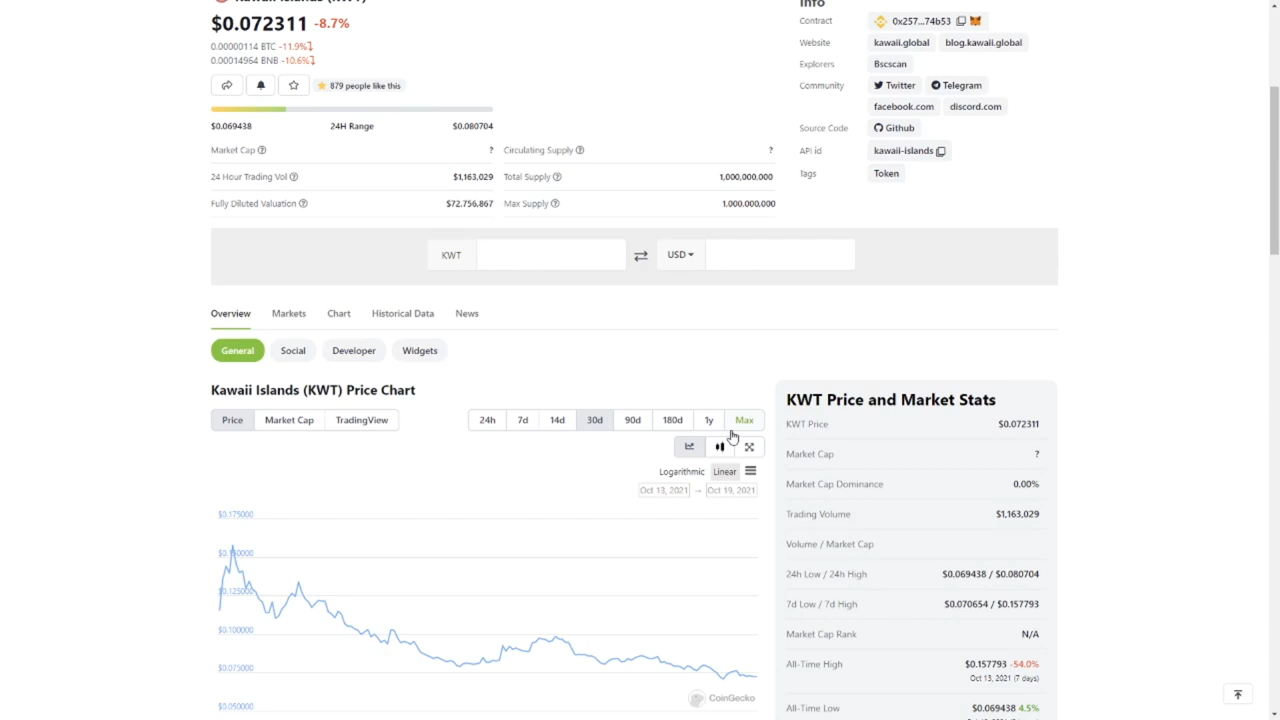 Kawaii Islands (KWT)
$0.072311 -8.7%
0.00000114 BTC -11.9%
0.00014964 BNB -10.6%
879 people like this
$0.069438 24H Range $0.080704
Market Cap ? Circulating Supply ?
24 Hour Trading Vol $1,163,029 Total Supply 1,000,000,000
Fully Diluted Valuation $72,756,867 Max Supply 1,000,000,000
Info
Contract 0x257...74b53
Website kawaii.global blog.kawaii.global
Explorers Bscscan
Community Twitter Telegram
facebook.com discord.com
Source Code Github
API id kawaii-islands
Tags Token
KWT USD
Overview Markets Chart Historical Data News
General Social Developer Widgets
Kawaii Islands (KWT) Price Chart
Price Market Cap TradingView 24h 7d 14d 30d 90d 180d 1y Max
Logarithmic Linear
Oct 13, 2021 → Oct 19, 2021
$0.175000
$0.150000
$0.125000
$0.100000
$0.075000
$0.050000
CoinGecko
KWT Price and Market Stats
KWT Price $0.072311
Market Cap ?
Market Cap Dominance 0.00%
Trading Volume $1,163,029
Volume / Market Cap
24h Low / 24h High $0.069438 / $0.080704
7d Low / 7d High $0.070654 / $0.157793
Market Cap Rank N/A
All-Time High $0.157793 -54.0%
Oct 13, 2021 (7 days)
All-Time Low $0.069438 4.5%